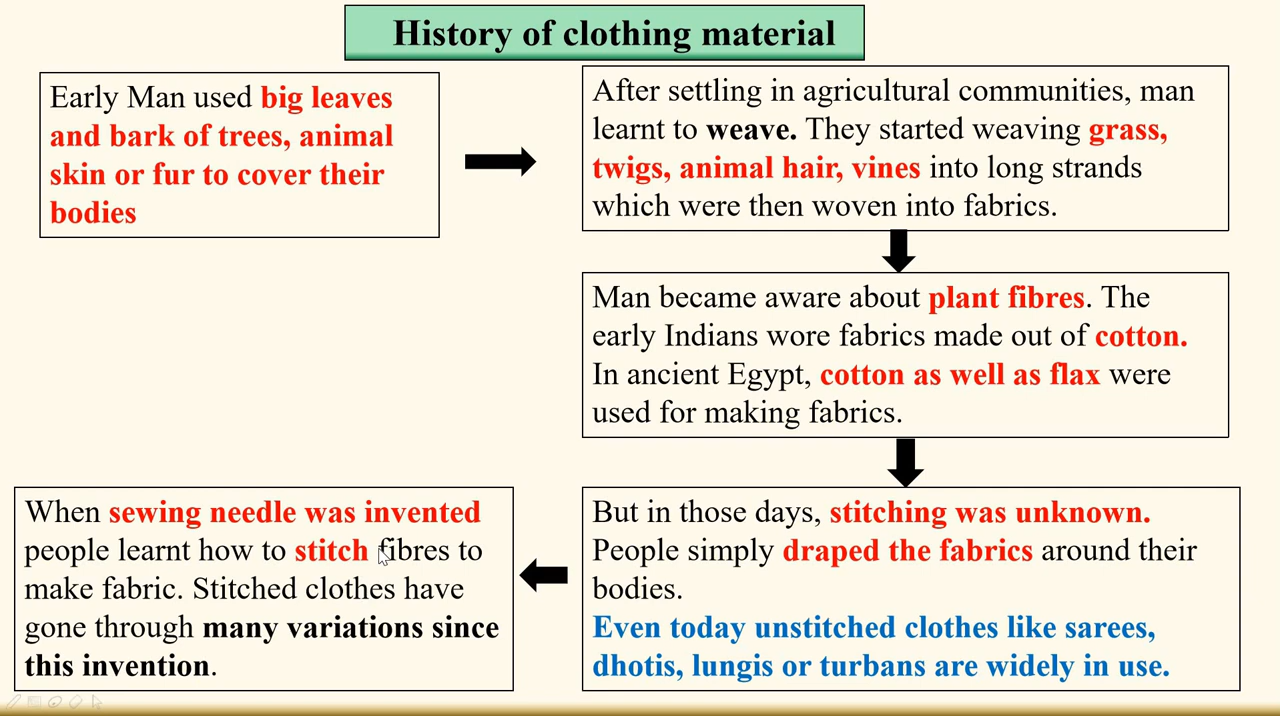 History of clothing material
Early Man used big leaves
and bark of trees, animal
skin or fur to cover their
bodies
After settling in agricultural communities, man
learnt to weave. They started weaving grass,
twigs, animal hair, vines into long strands
which were then woven into fabrics.
Man became aware about plant fibres. The
early Indians wore fabrics made out of cotton.
In ancient Egypt, cotton as well as flax were
used for making fabrics.
But in those days, stitching was unknown.
People simply draped the fabrics around their
bodies.
Even today unstitched clothes like sarees,
dhotis, lungis or turbans are widely in use.
When sewing needle was invented
people learnt how to stitch fibres to
make fabric. Stitched clothes have
gone through many variations since
this invention.